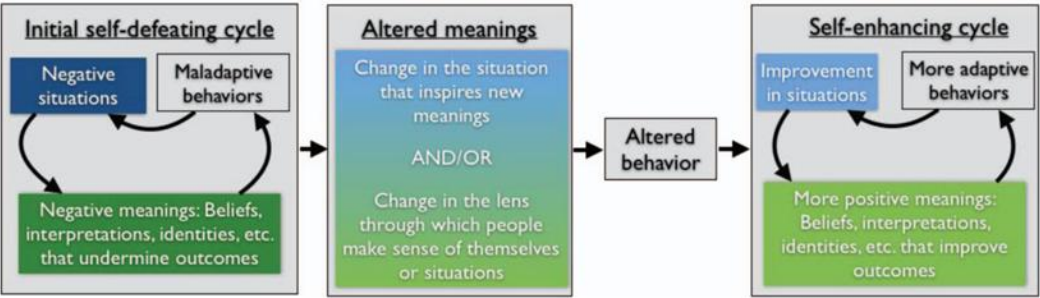 Initial self-defeating cycle
Negative
situations
Maladaptive
behaviors
Negative meanings: Beliefs,
interpretations, identities, etc.
that undermine outcomes
Altered meanings
Change in the situation
that inspires new
meanings
AND/OR
Change in the lens
through which people
make sense of themselves
or situations
Altered
behavior
Self-enhancing cycle
Improvement
in situations
More adaptive
behaviors
More positive meanings:
Beliefs, interpretations,
identities, etc. that improve
outcomes